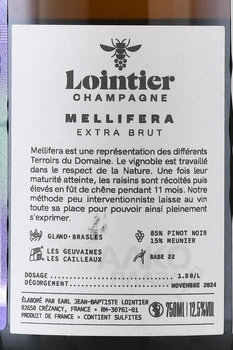 Lointier
CHAMPAGNE
MELLIFERA
EXTRA BRUT
Mellifera est une représentation des différents
Terroirs du Domaine. Le vignoble est travaillé
dans le respect de la Nature. Une fois leur
maturité atteinte, les raisins sont récoltés puis
élevés en fût de chêne pendant 11 mois. Notre
méthode peu interventionniste laisse au vin
toute sa place pour pouvoir ainsi pleinement
s'exprimer.
GLAND-BRASLES
85% PINOT NOIR
15% MEUNIER
LES GEUVAINES
LES CAILLEAUX
BASE 22
DOSAGE 1.5G/L
DÉGORGEMENT NOVEMBRE 2024
ÉLABORÉ PAR EARL JEAN-BAPTISTE LOINTIER
02650 CRÉZANCY, FRANCE • RM-30761-01
PRODUIT DE FRANCE • CONTIENT SULFITES
750Ml | 12,5%VOL